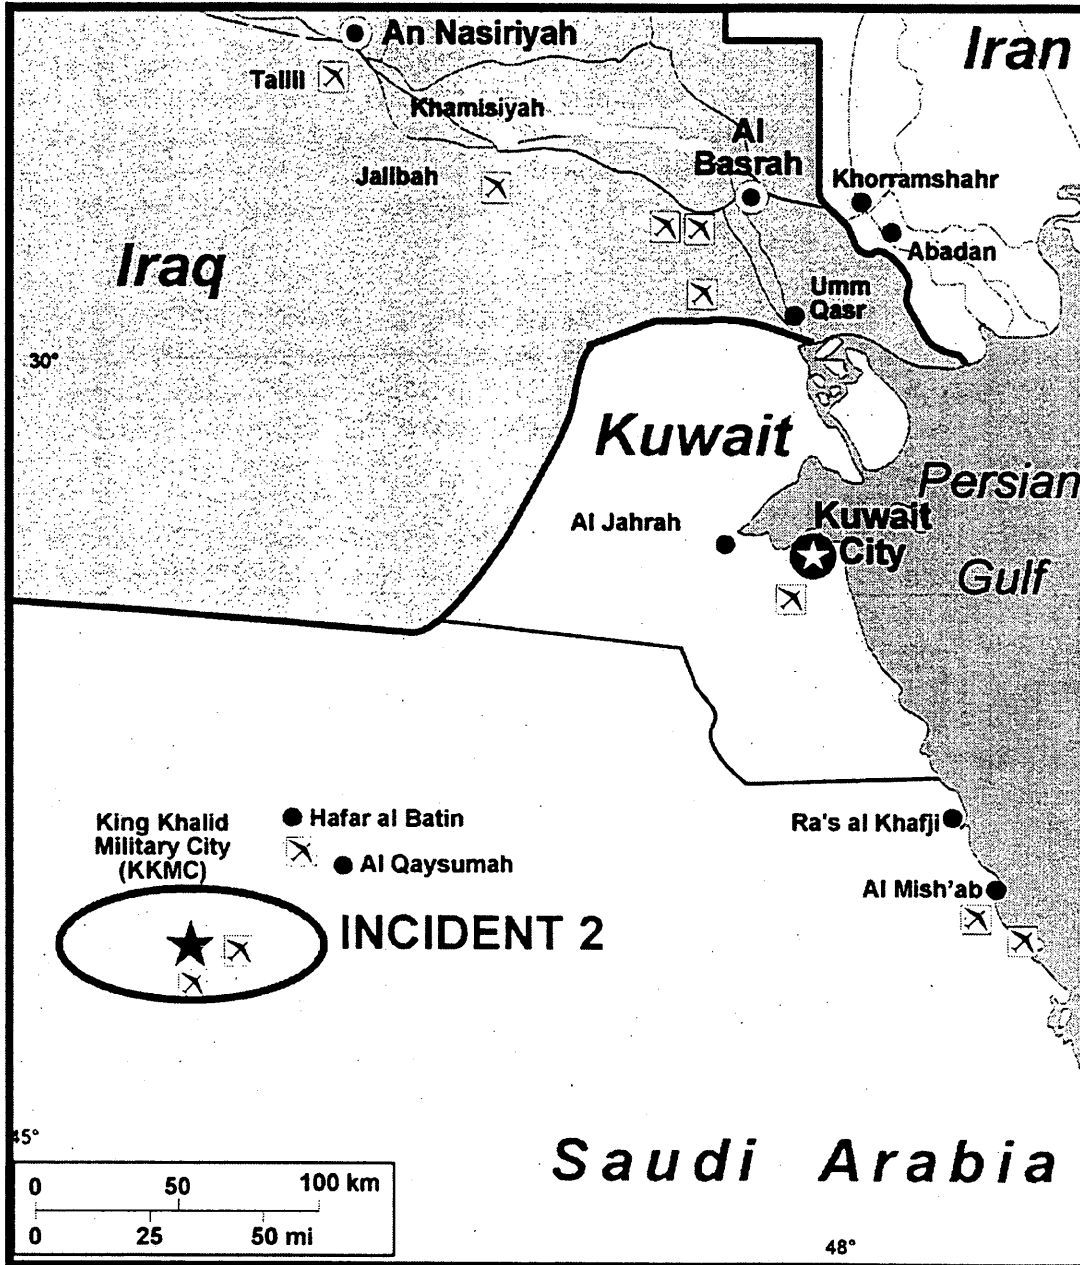 An Nasiriyah
Iran
Tallil
Khamisiyah
Al
Basrah
Jalibah
Khorramshahr
Abadan
Iraq
Umm
Qasr
30°
Kuwait
Persian
Al Jahrah
Kuwait
City
Gulf
King Khalid
Military City
(KKMC)
Hafar al Batin
Ra's al Khafji
Al Qaysumah
Al Mish'ab
INCIDENT 2
45°
Saudi Arabia
0 50 100 km
0 25 50 mi
48°